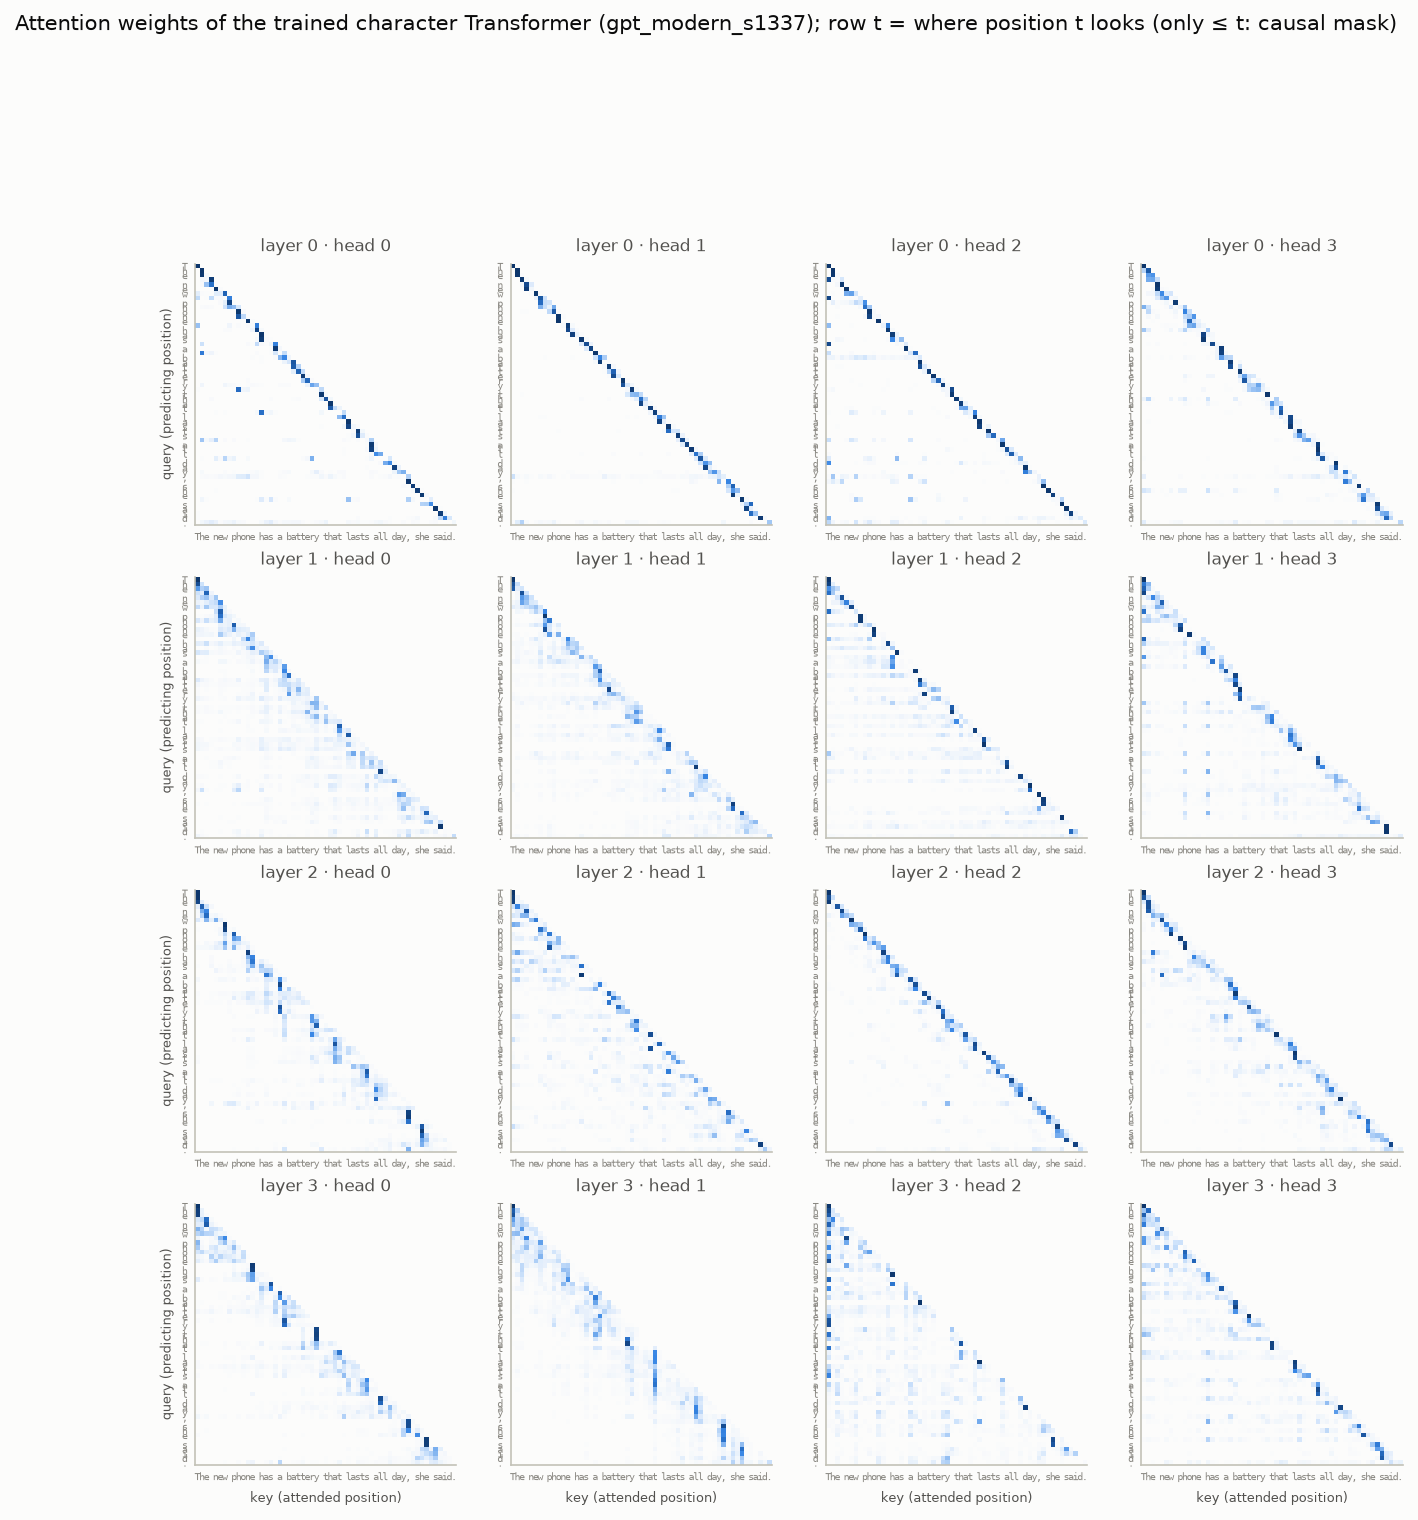 Attention weights of the trained character Transformer (gpt_modern_s1337); row t = where position t looks (only ≤ t: causal mask)
layer 0 · head 0
layer 0 · head 1
layer 0 · head 2
layer 0 · head 3
query (predicting position)
The new phone has a battery that lasts all day, she said.
The new phone has a battery that lasts all day, she said.
The new phone has a battery that lasts all day, she said.
The new phone has a battery that lasts all day, she said.
layer 1 · head 0
layer 1 · head 1
layer 1 · head 2
layer 1 · head 3
query (predicting position)
The new phone has a battery that lasts all day, she said.
The new phone has a battery that lasts all day, she said.
The new phone has a battery that lasts all day, she said.
The new phone has a battery that lasts all day, she said.
layer 2 · head 0
layer 2 · head 1
layer 2 · head 2
layer 2 · head 3
query (predicting position)
The new phone has a battery that lasts all day, she said.
The new phone has a battery that lasts all day, she said.
The new phone has a battery that lasts all day, she said.
The new phone has a battery that lasts all day, she said.
layer 3 · head 0
layer 3 · head 1
layer 3 · head 2
layer 3 · head 3
query (predicting position)
The new phone has a battery that lasts all day, she said.
The new phone has a battery that lasts all day, she said.
The new phone has a battery that lasts all day, she said.
The new phone has a battery that lasts all day, she said.
key (attended position)
key (attended position)
key (attended position)
key (attended position)